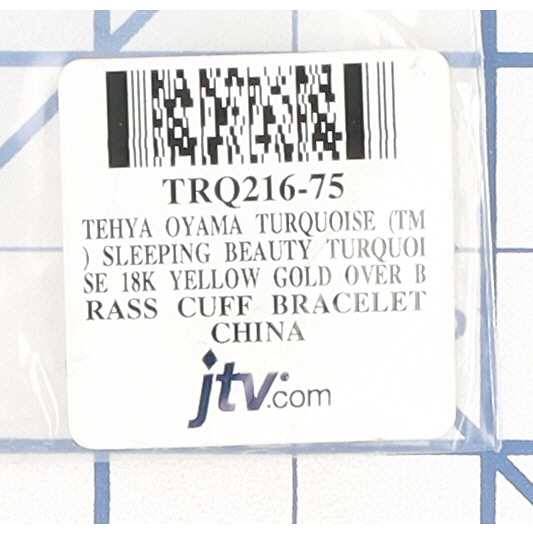 TRQ216-75
TEHYA OYAMA TURQUOISE (TM
) SLEEPING BEAUTY TURQUOI
SE 18K YELLOW GOLD OVER B
RASS CUFF BRACELET
CHINA
jtv.com